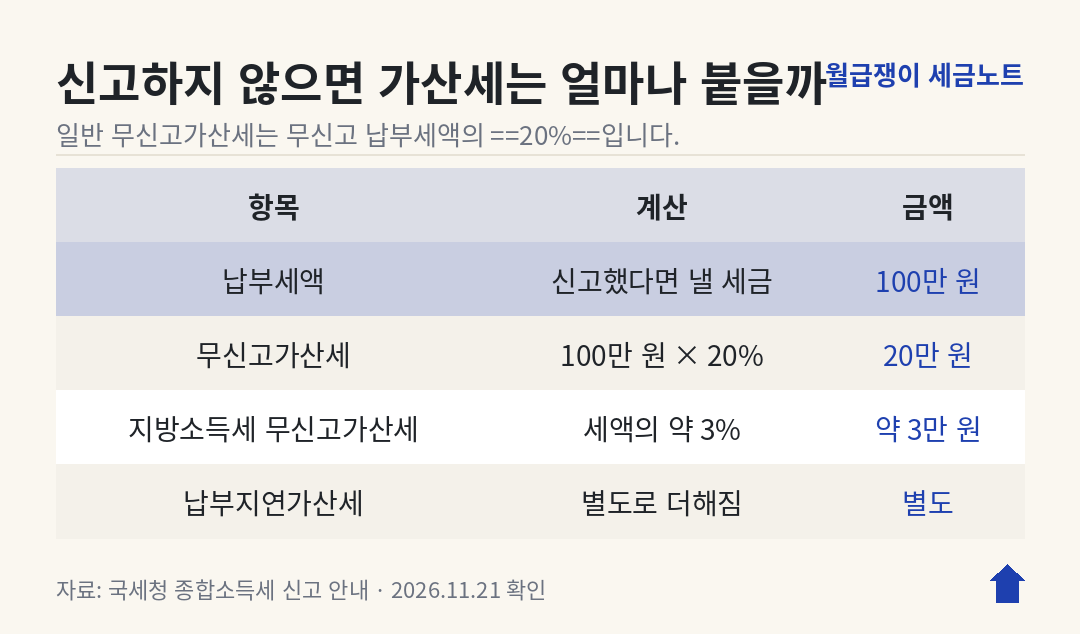 신고하지 않으면 가산세는 얼마나 붙을까
월급쟁이 세금노트
일반 무신고가산세는 무신고 납부세액의 ==20%==입니다.
항목 계산 금액
납부세액 신고했다면 낼 세금 100만 원
무신고가산세 100만 원 × 20% 20만 원
지방소득세 무신고가산세 세액의 약 3% 약 3만 원
납부지연가산세 별도로 더해짐 별도
자료: 국세청 종합소득세 신고 안내 · 2026.11.21 확인